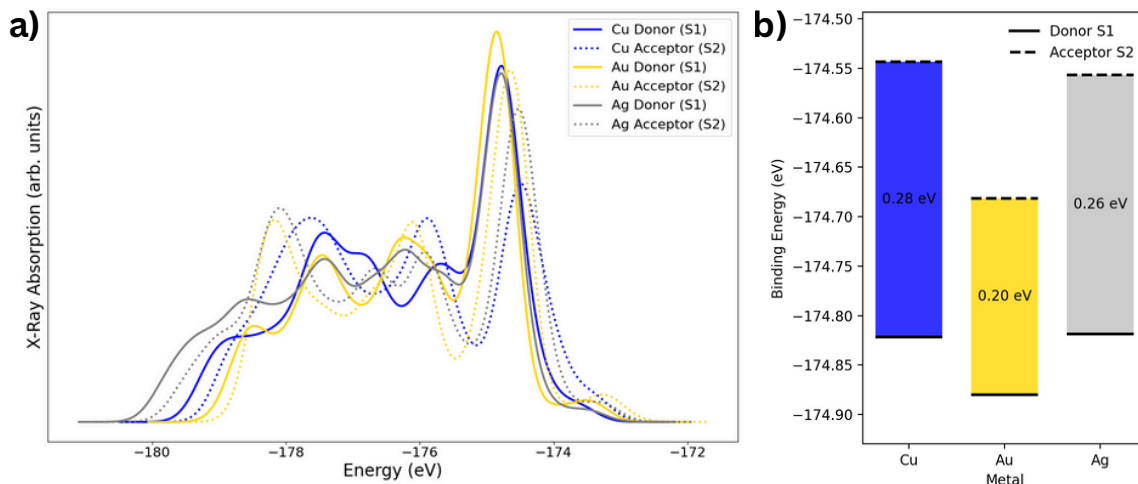 a)
Cu Donor (S1)
Cu Acceptor (S2)
Au Donor (S1)
Au Acceptor (S2)
Ag Donor (S1)
Ag Acceptor (S2)
X-Ray Absorption (arb. units)
−180
−178
−176
−174
−172
Energy (eV)
b)
Donor S1
Acceptor S2
−174.50
−174.55
−174.60
−174.65
−174.70
−174.75
−174.80
−174.85
−174.90
Binding Energy (eV)
0.28 eV
0.20 eV
0.26 eV
Cu
Au
Ag
Metal